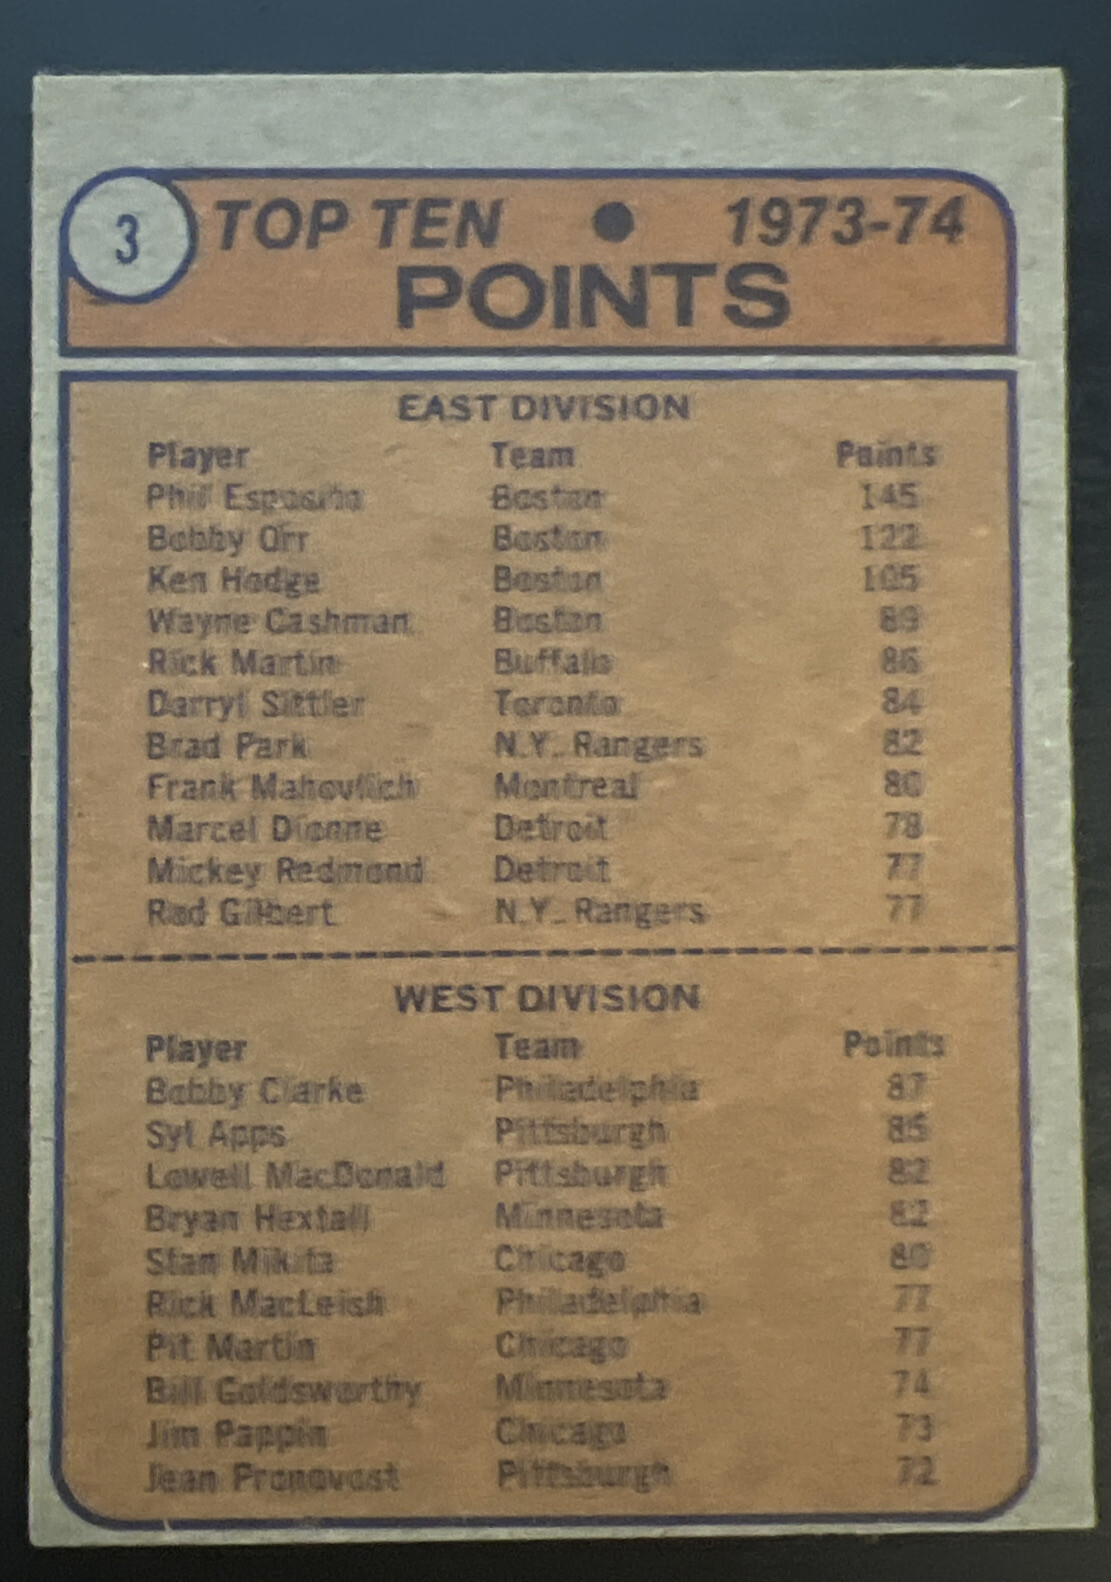 3
TOP TEN ● 1973-74
POINTS
EAST DIVISION
Player Team Points
Phil Esposito Boston 145
Bobby Orr Boston 122
Ken Hodge Boston 105
Wayne Cashman Boston 89
Rick Martin Buffalo 86
Darryl Sittler Toronto 84
Brad Park N.Y. Rangers 82
Frank Mahovlich Montreal 80
Marcel Dionne Detroit 78
Mickey Redmond Detroit 77
Rod Gilbert N.Y. Rangers 77
WEST DIVISION
Player Team Points
Bobby Clarke Philadelphia 87
Syl Apps Pittsburgh 85
Lowell MacDonald Pittsburgh 82
Bryan Hextall Minnesota 82
Stan Mikita Chicago 80
Rick MacLeish Philadelphia 77
Pit Martin Chicago 77
Bill Goldsworthy Minnesota 74
Jim Pappin Chicago 73
Jean Pronovost Pittsburgh 72